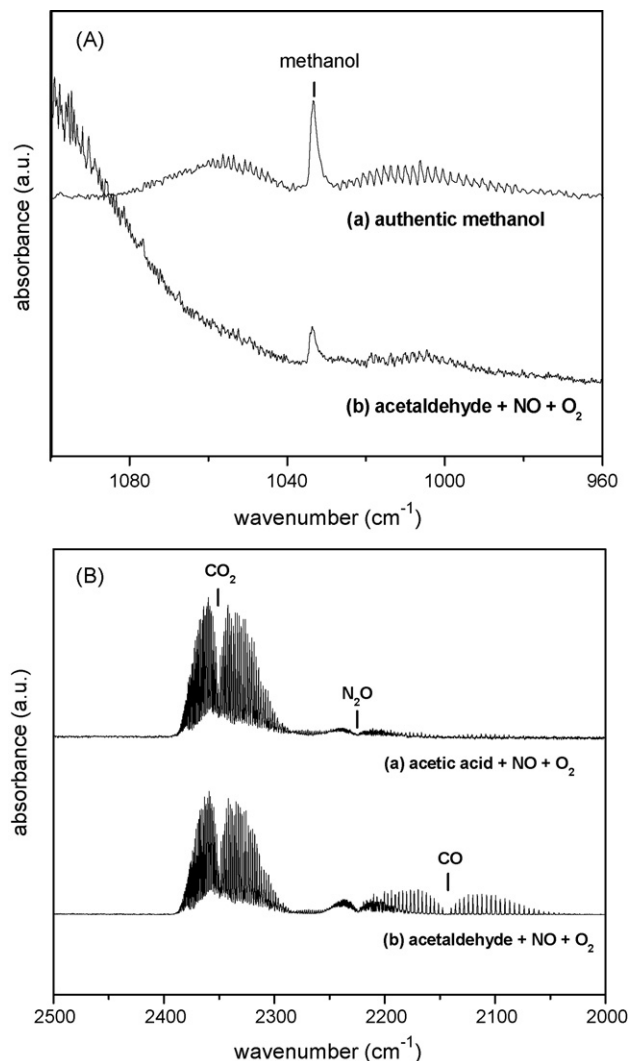 (A)
methanol
absorbance (a.u.)
(a) authentic methanol
(b) acetaldehyde + NO + O₂
1080
1040
1000
960
wavenumber (cm⁻¹)
(B)
CO₂
N₂O
absorbance (a.u.)
(a) acetic acid + NO + O₂
CO
(b) acetaldehyde + NO + O₂
2500
2400
2300
2200
2100
2000
wavenumber (cm⁻¹)